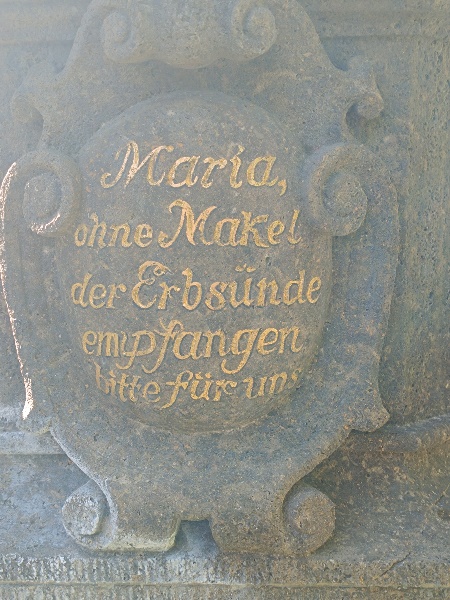 Maria,
ohne Makel
der Erbsünde
empfangen
bitte für uns